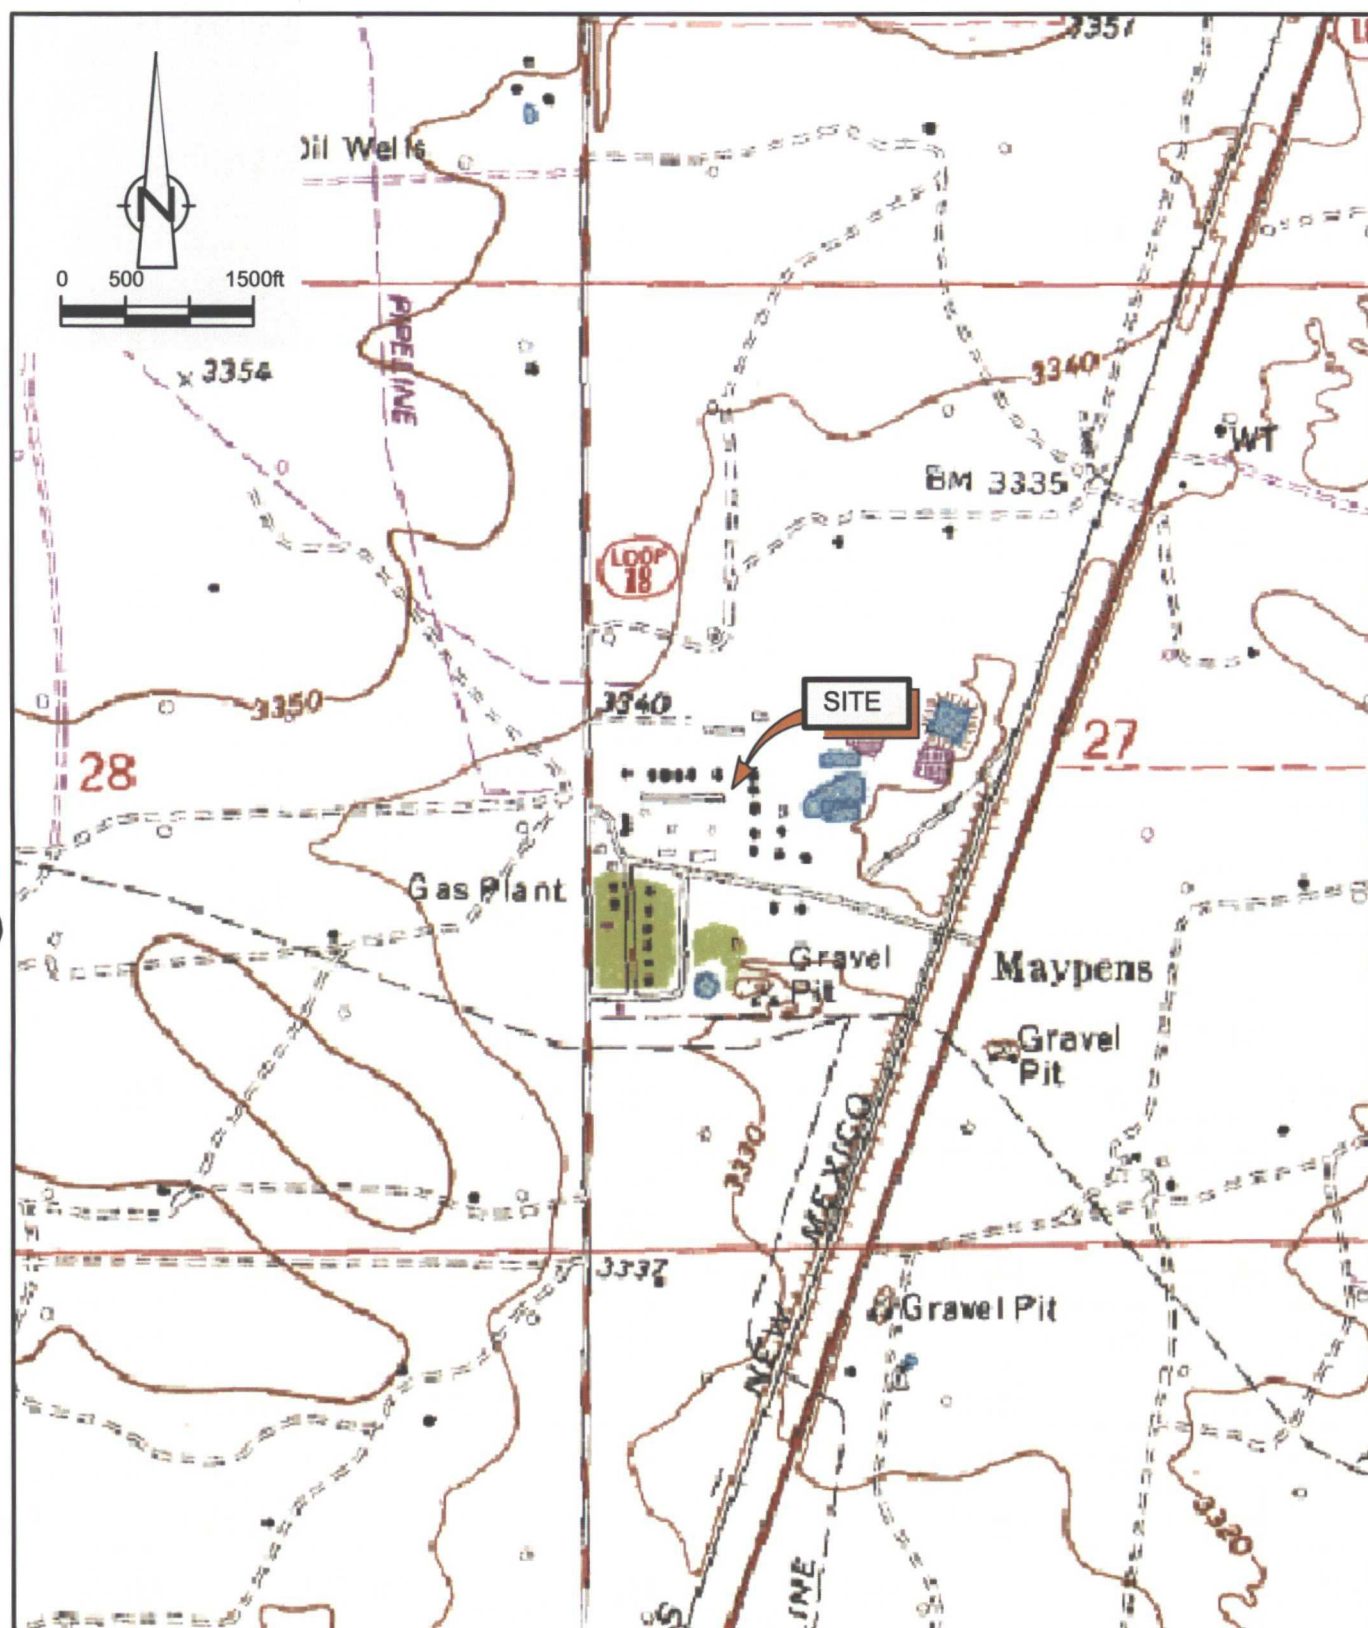 3351
Oil Wells
N
0 500 1500ft
PIPELINE
3354
3340
WT
BM 3335
LOOP
18
3350
3340
SITE
28
27
Gas Plant
Gravel
Pit
Maypens
Gravel
Pit
3330
NEW MEXICO
3337
Gravel Pit
3320